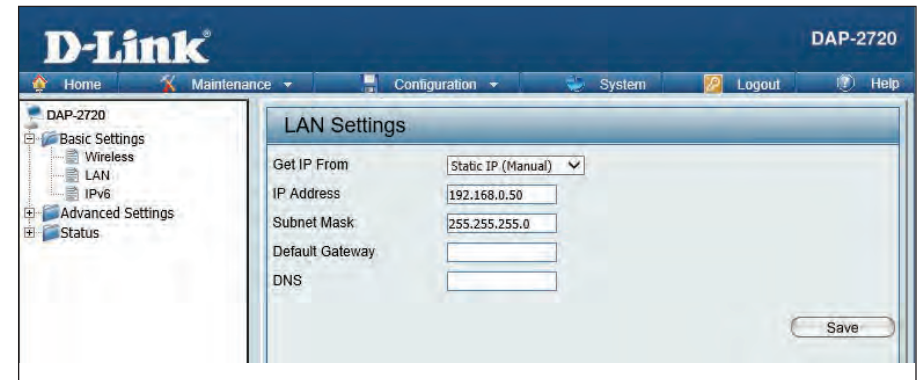 D-Link
DAP-2720
Home Maintenance Configuration System Logout Help
DAP-2720
Basic Settings
Wireless
LAN
IPv6
Advanced Settings
Status
LAN Settings
Get IP From Static IP (Manual)
IP Address 192.168.0.50
Subnet Mask 255.255.255.0
Default Gateway
DNS
Save